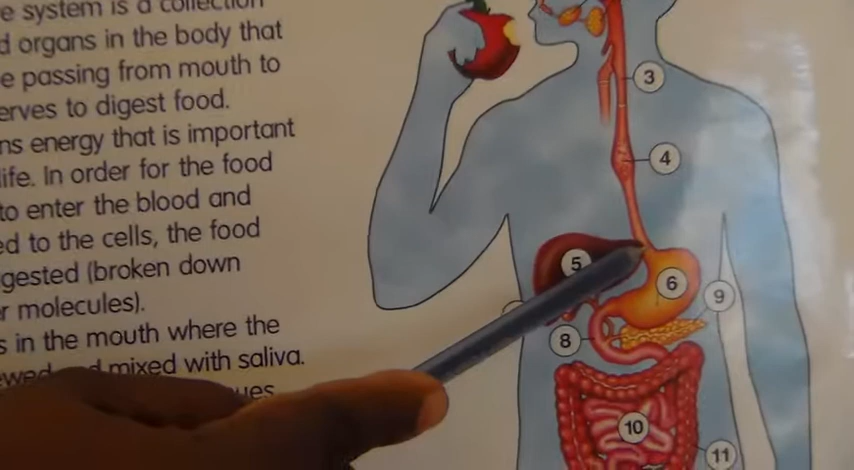 e system is a collection
d organs in the body that
e passing from mouth to
erves to digest food.
ns energy that is important
life. In order for the food
to enter the blood and
ed to the cells, the food
gested (broken down
r molecules).
s in the mouth where the
mixed with saliva.
ues
3
4
5
6
9
8
10
11